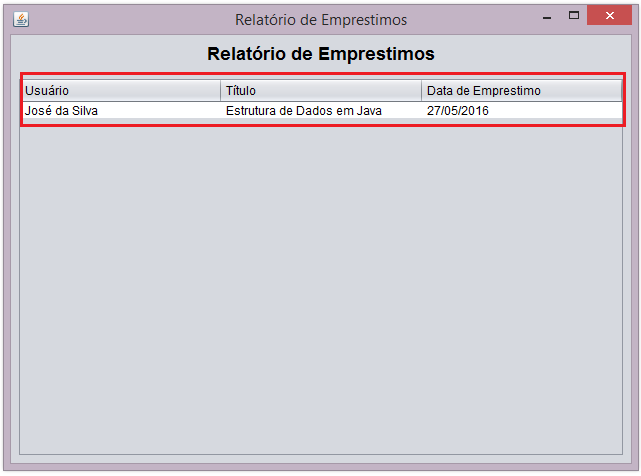 Relatório de Emprestimos
Relatório de Emprestimos
Usuário Título Data de Emprestimo
José da Silva Estrutura de Dados em Java 27/05/2016